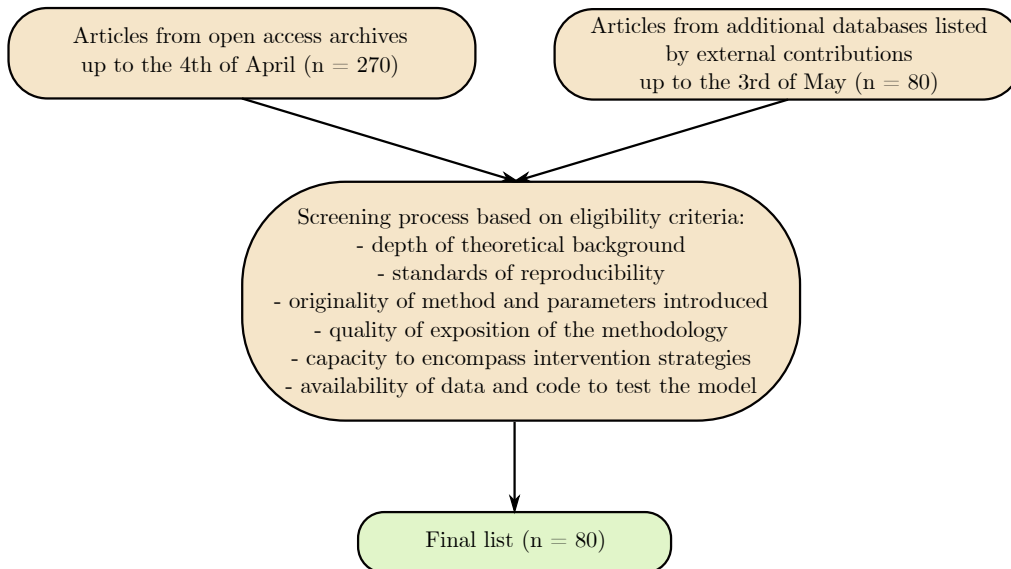 Articles from open access archives
up to the 4th of April (n = 270)
Articles from additional databases listed
by external contributions
up to the 3rd of May (n = 80)
Screening process based on eligibility criteria:
- depth of theoretical background
- standards of reproducibility
- originality of method and parameters introduced
- quality of exposition of the methodology
- capacity to encompass intervention strategies
- availability of data and code to test the model
Final list (n = 80)